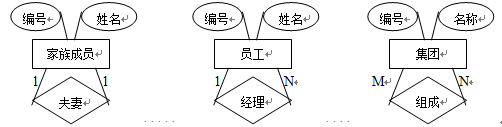 编号 姓名 编号 姓名 编号 名称
家族成员 员工 集团
1 1 1 N M N
夫妻 经理 组成